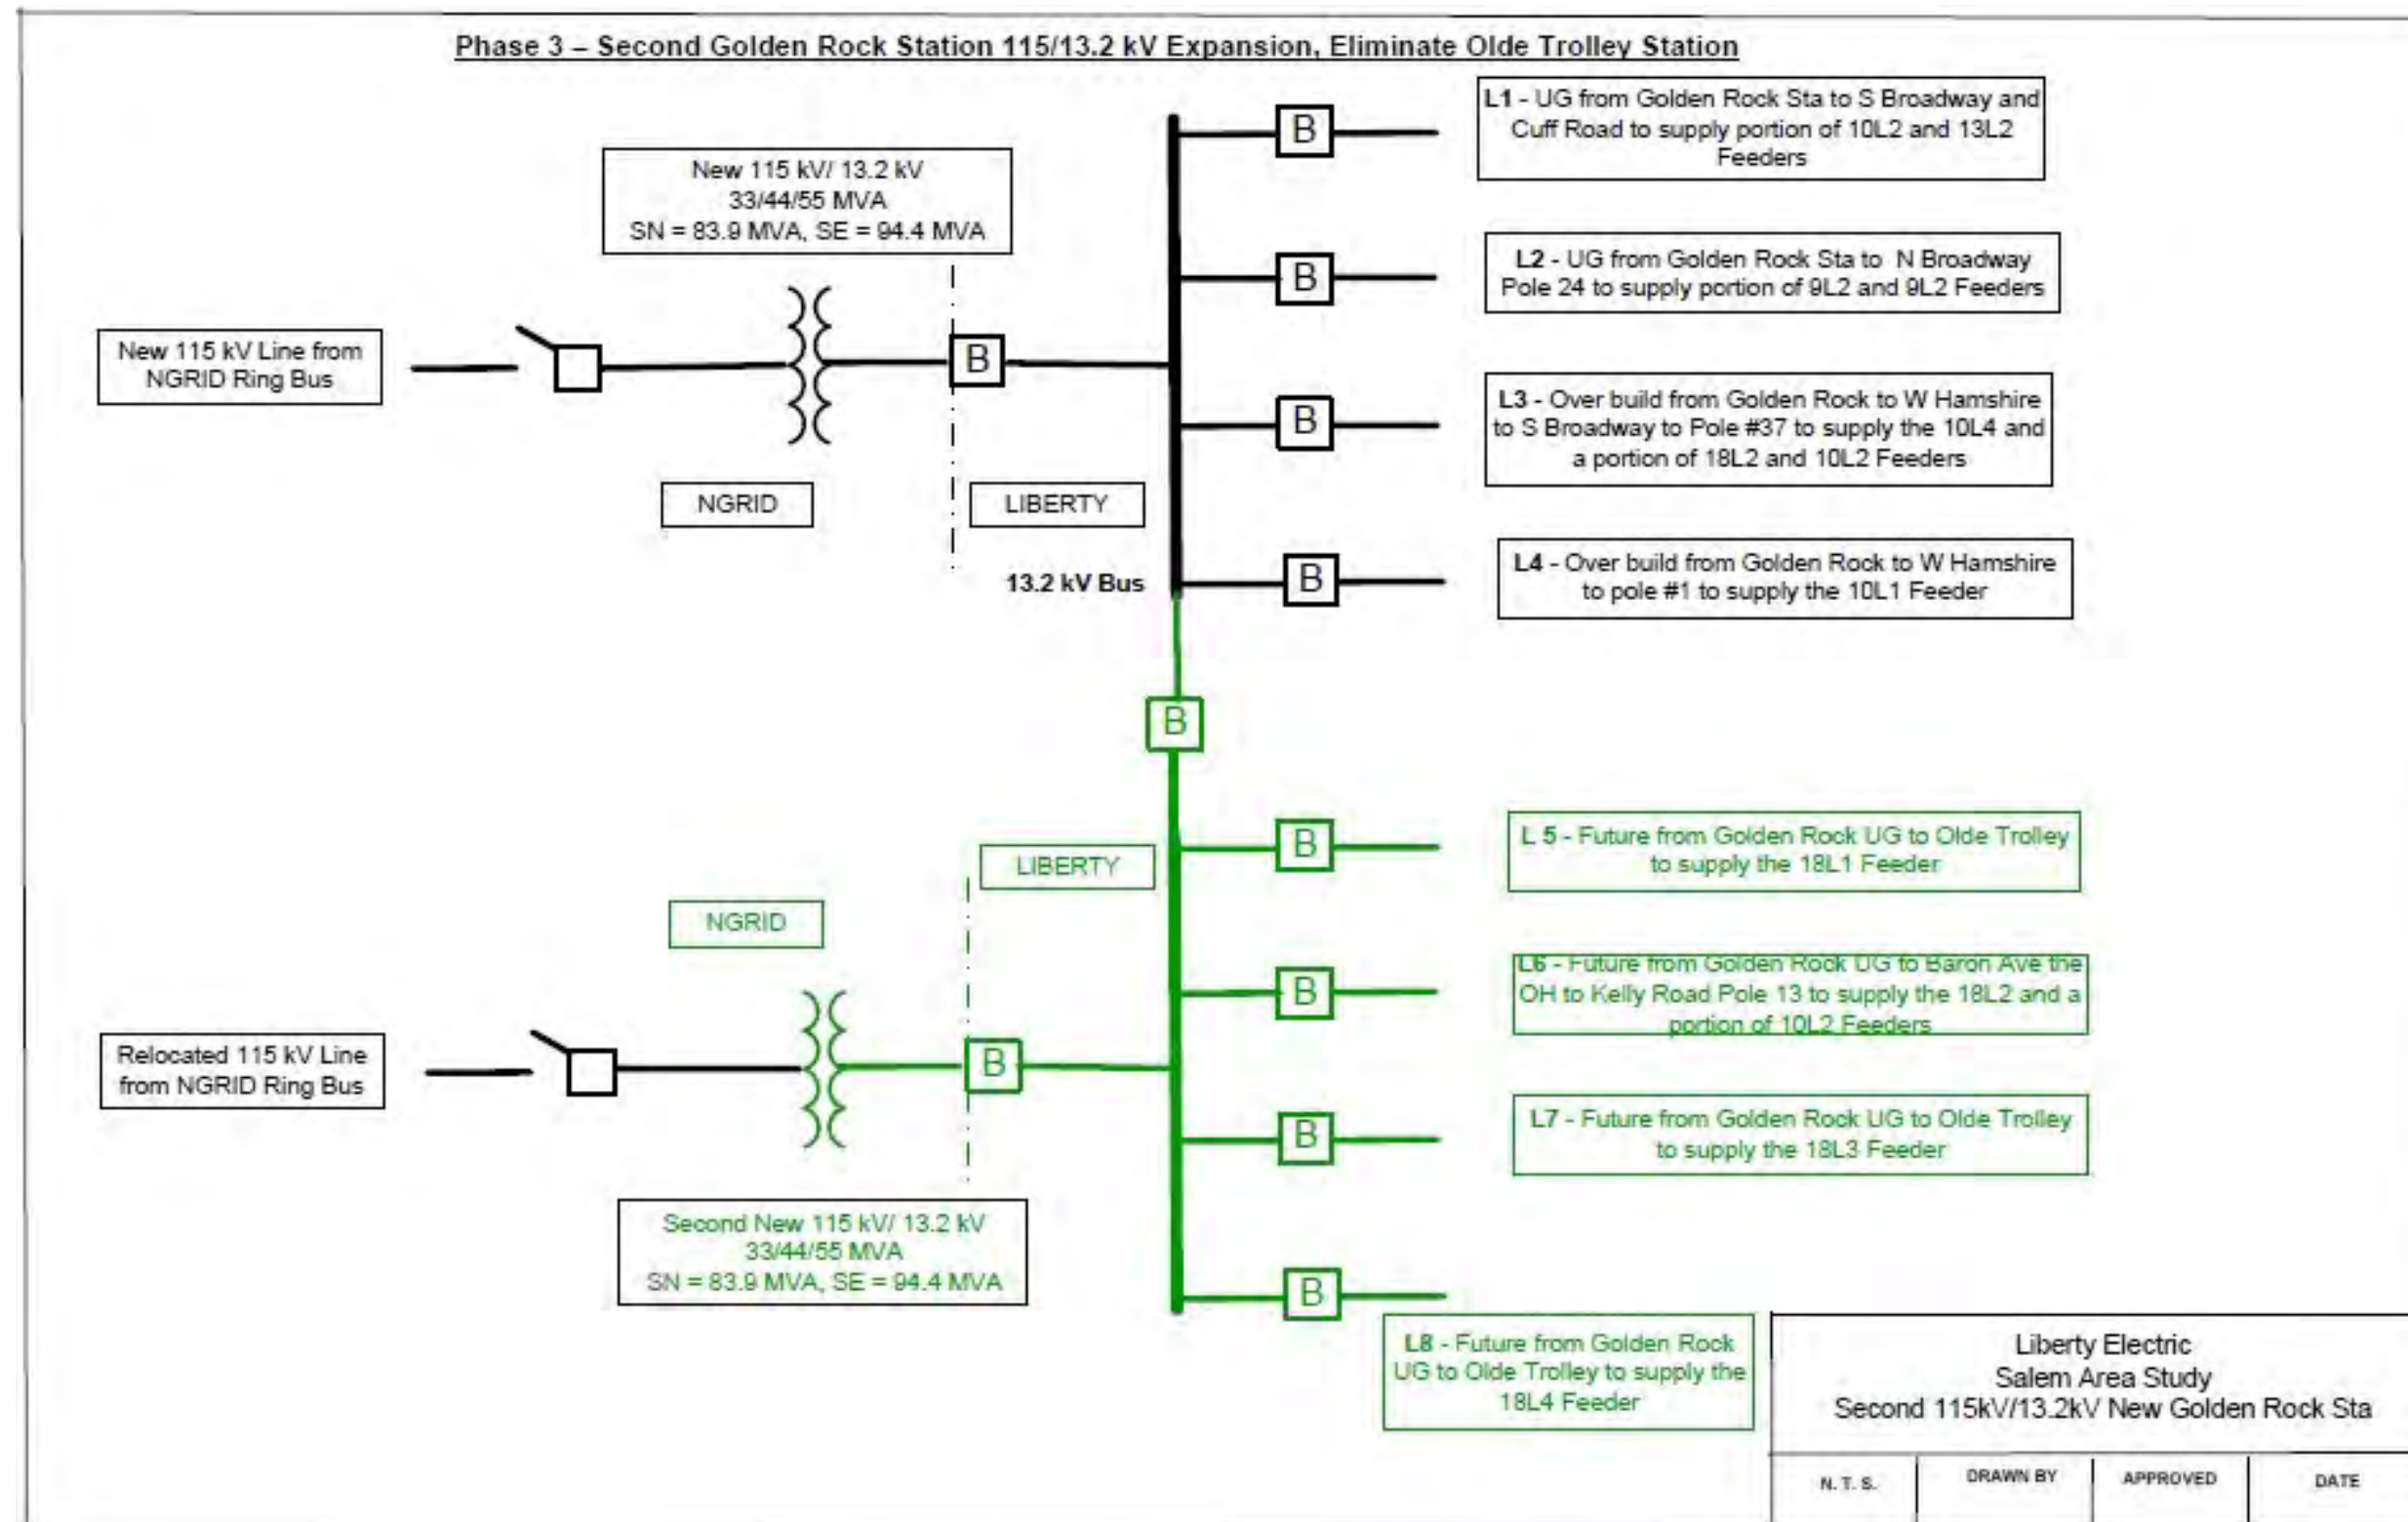 Phase 3 – Second Golden Rock Station 115/13.2 kV Expansion, Eliminate Olde Trolley Station
L1 - UG from Golden Rock Sta to S Broadway and
Cuff Road to supply portion of 10L2 and 13L2
Feeders
B
New 115 kV/ 13.2 kV
33/44/55 MVA
SN = 83.9 MVA, SE = 94.4 MVA
L2 - UG from Golden Rock Sta to N Broadway
Pole 24 to supply portion of 9L2 and 9L2 Feeders
B
New 115 kV Line from
NGRID Ring Bus
B
L3 - Over build from Golden Rock to W Hamshire
to S Broadway to Pole #37 to supply the 10L4 and
a portion of 18L2 and 10L2 Feeders
B
NGRID
LIBERTY
13.2 kV Bus
B
L4 - Over build from Golden Rock to W Hamshire
to pole #1 to supply the 10L1 Feeder
B
B
L 5 - Future from Golden Rock UG to Olde Trolley
to supply the 18L1 Feeder
LIBERTY
NGRID
B
L6 - Future from Golden Rock UG to Baron Ave the
OH to Kelly Road Pole 13 to supply the 18L2 and a
portion of 10L2 Feeders
Relocated 115 kV Line
from NGRID Ring Bus
B
B
L7 - Future from Golden Rock UG to Olde Trolley
to supply the 18L3 Feeder
Second New 115 kV/ 13.2 kV
33/44/55 MVA
SN = 83.9 MVA, SE = 94.4 MVA
B
L8 - Future from Golden Rock
UG to Olde Trolley to supply the
18L4 Feeder
Liberty Electric
Salem Area Study
Second 115kV/13.2kV New Golden Rock Sta
N. T. S.
DRAWN BY
APPROVED
DATE